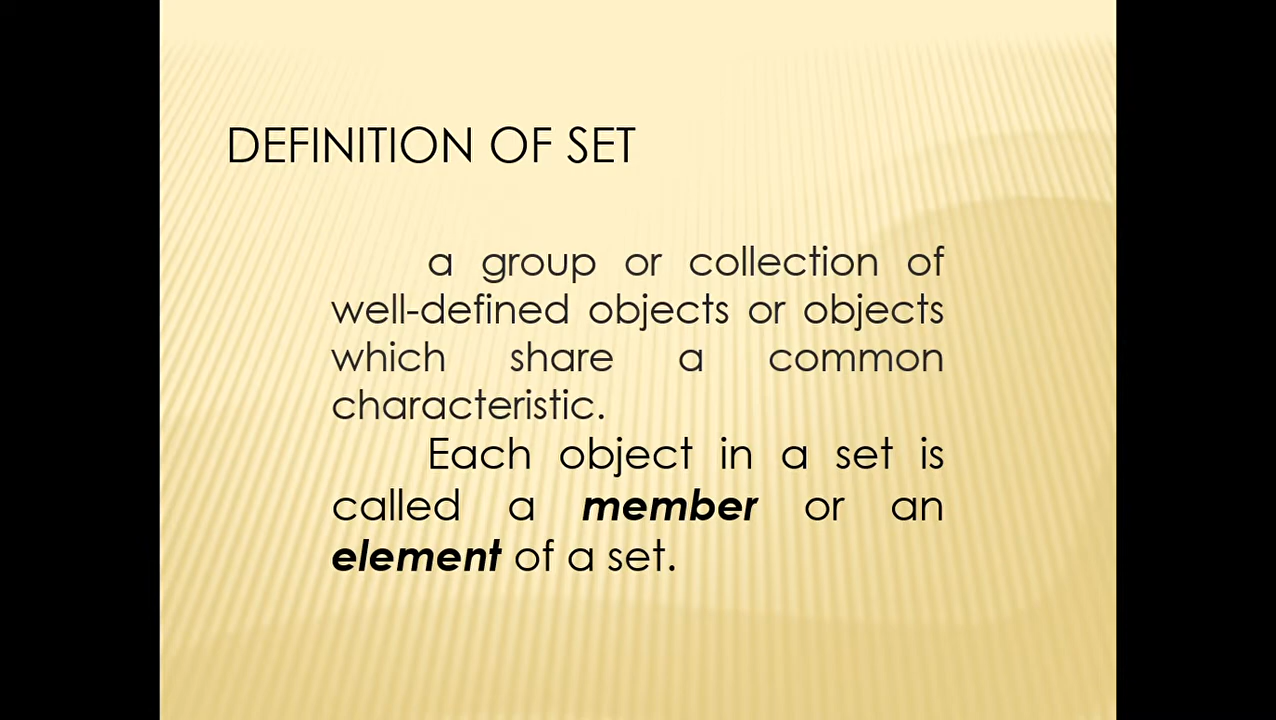 DEFINITION OF SET
a group or collection of
well-defined objects or objects
which share a common
characteristic.
Each object in a set is
called a member or an
element of a set.